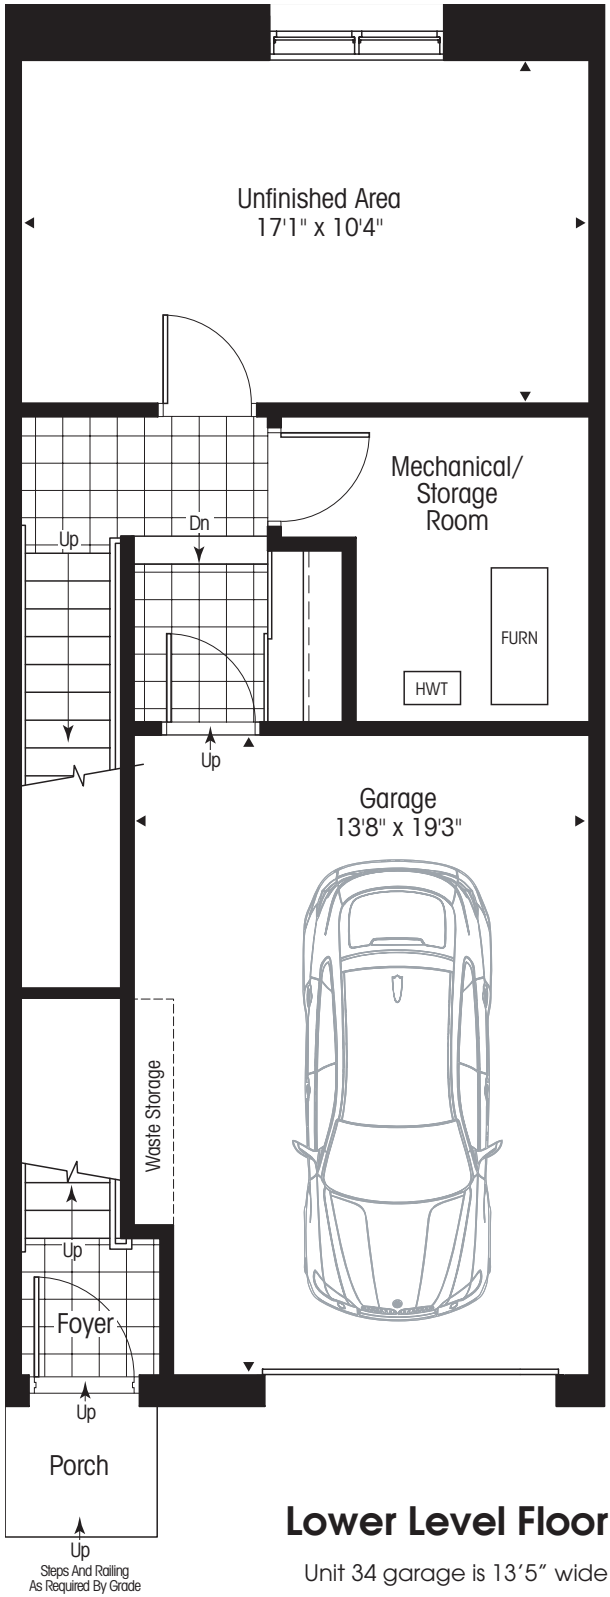 Unfinished Area
17'1" x 10'4"
Mechanical/
Storage
Room
Dn
Up
FURN
HWT
Up
Garage
13'8" x 19'3"
Waste Storage
Up
Foyer
Up
Porch
Up
Steps And Railing
As Required By Grade
Lower Level Floor
Unit 34 garage is 13’5” wide